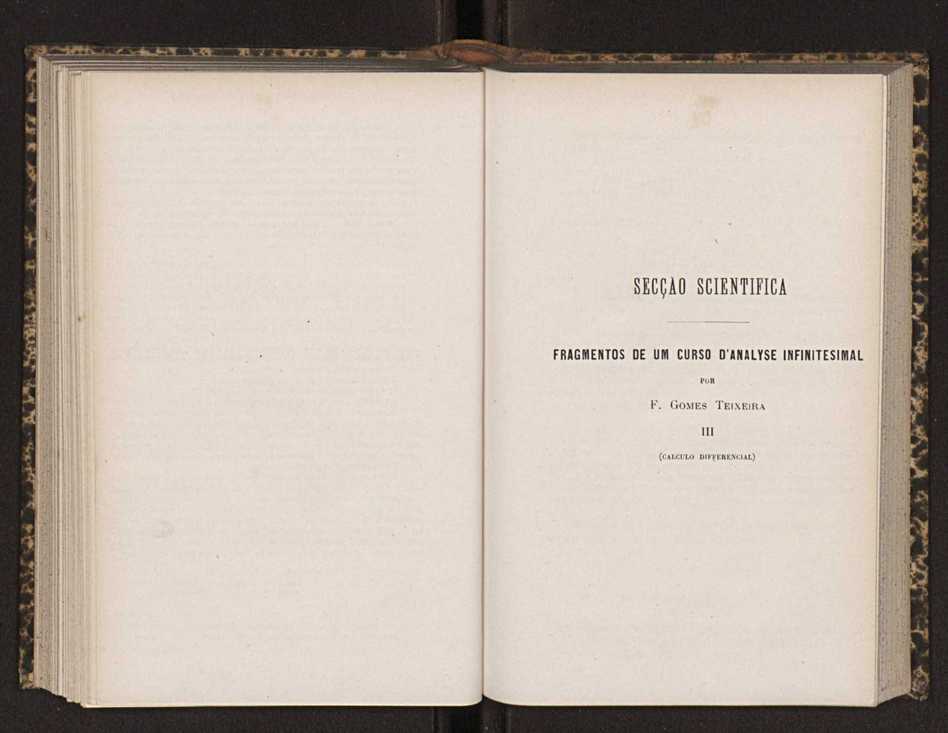 SECÇÃO SCIENTIFICA
FRAGMENTOS DE UM CURSO D'ANALYSE INFINITESIMAL
POR
F. GOMES TEIXEIRA
III
(CALCULO DIFFERENCIAL)